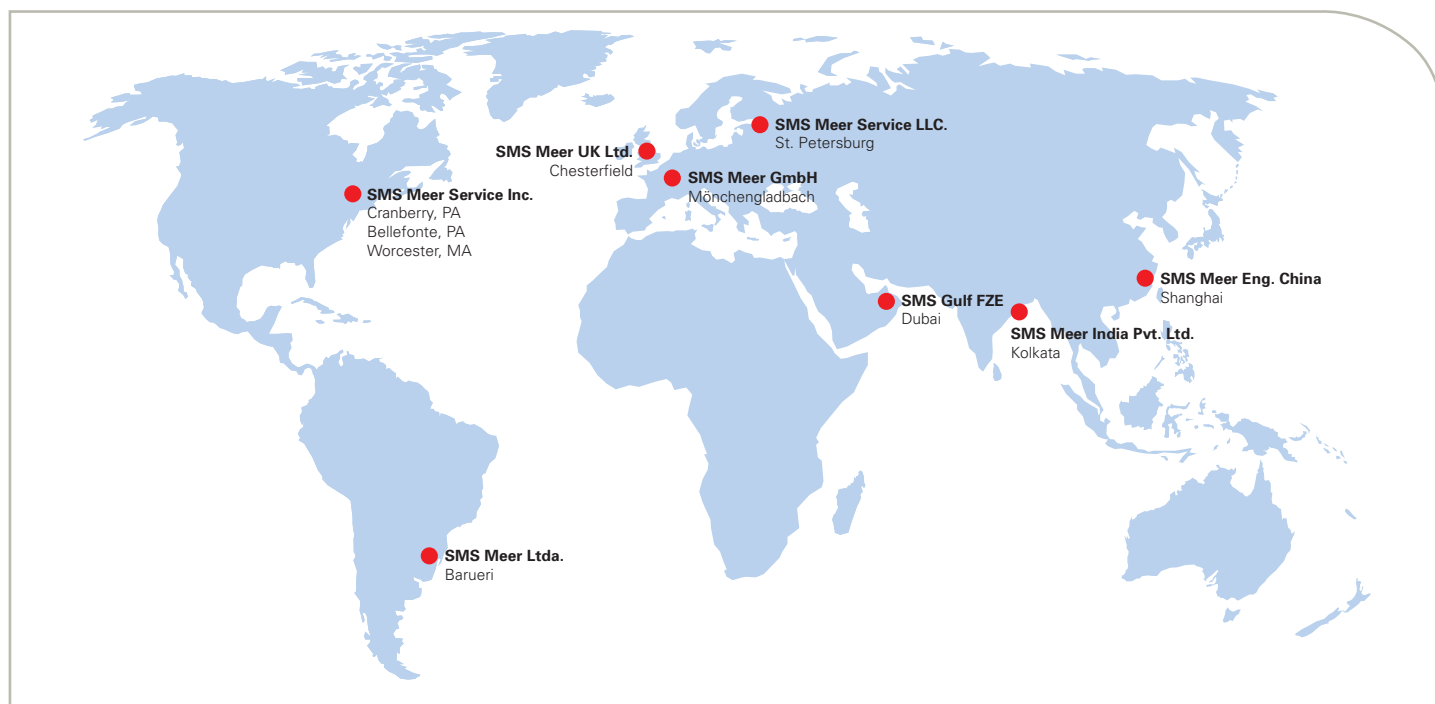 SMS Meer Service LLC.
St. Petersburg
SMS Meer UK Ltd.
Chesterfield
SMS Meer GmbH
Mönchengladbach
SMS Meer Service Inc.
Cranberry, PA
Bellefonte, PA
Worcester, MA
SMS Meer Eng. China
Shanghai
SMS Gulf FZE
Dubai
SMS Meer India Pvt. Ltd.
Kolkata
SMS Meer Ltda.
Barueri